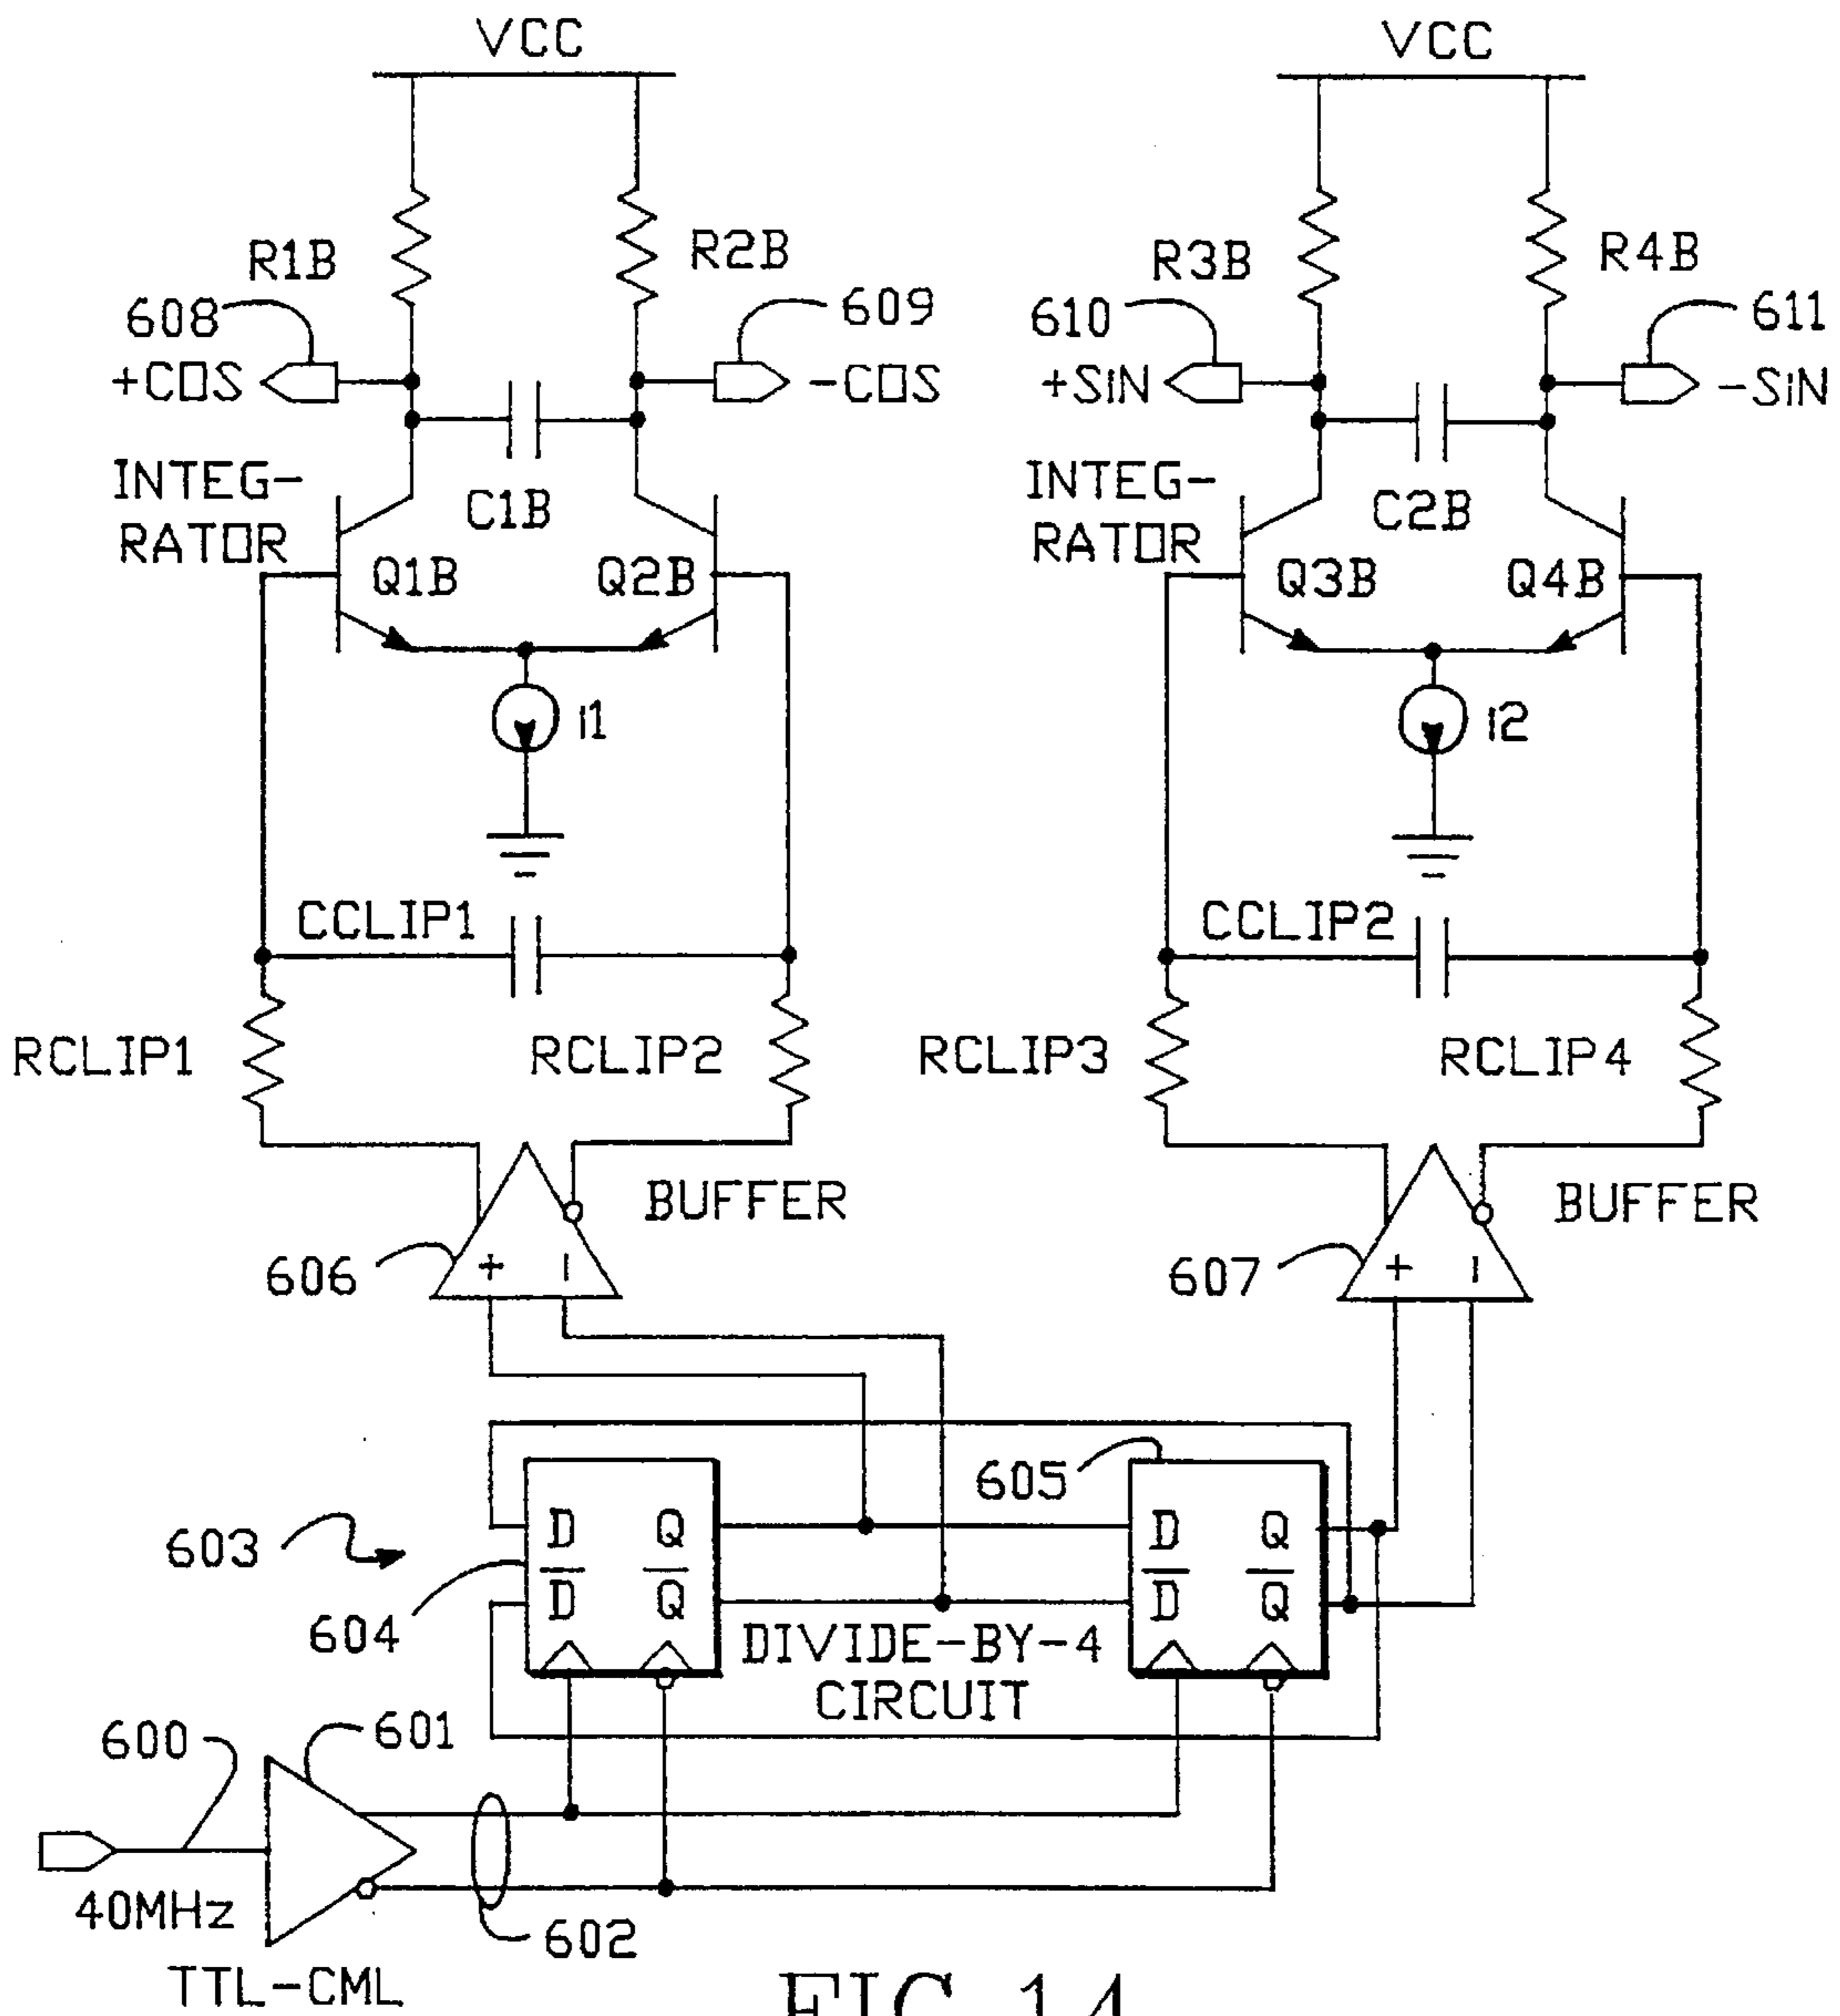 VCC
VCC
R1B
R2B
R3B
R4B
608
609
610
611
+COS
-COS
+SiN
-SiN
INTEG-
RATOR
C1B
INTEG-
RATOR
C2B
Q1B
Q2B
Q3B
Q4B
i1
i2
CCLIP1
CCLIP2
RCLIP1
RCLIP2
RCLIP3
RCLIP4
BUFFER
BUFFER
606
+ -
607
+ -
605
603
604
D Q
D̅ Q̅
D Q
D̅ Q̅
DIVIDE-BY-4
CIRCUIT
600
601
40MHz
602
TTL-CML
FIG. 14